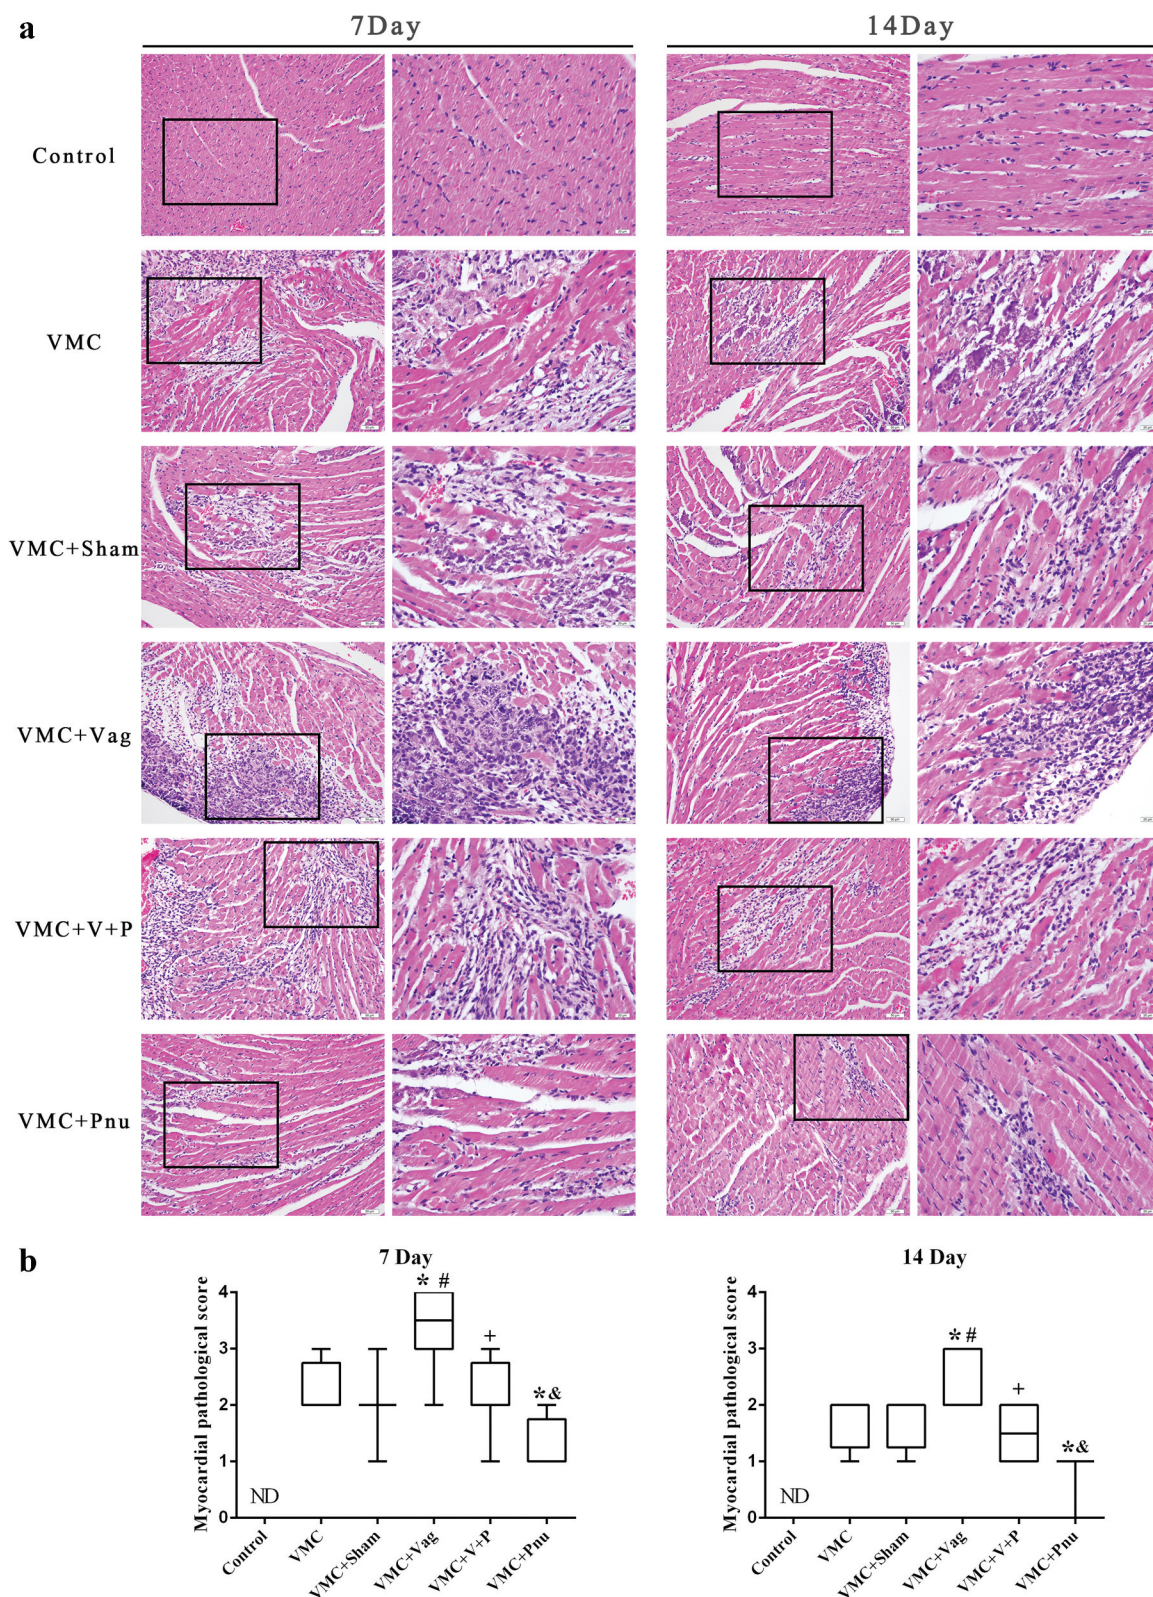 a
7Day
14Day
Control
VMC
VMC+Sham
VMC+Vag
VMC+V+P
VMC+Pnu
b
7 Day
Myocardial pathological score
4
3
2
1
0
ND
* #
+
*&
Control
VMC
VMC+Sham
VMC+Vag
VMC+V+P
VMC+Pnu
14 Day
Myocardial pathological score
4
3
2
1
0
ND
*#
+
*&
Control
VMC
VMC+Sham
VMC+Vag
VMC+V+P
VMC+Pnu